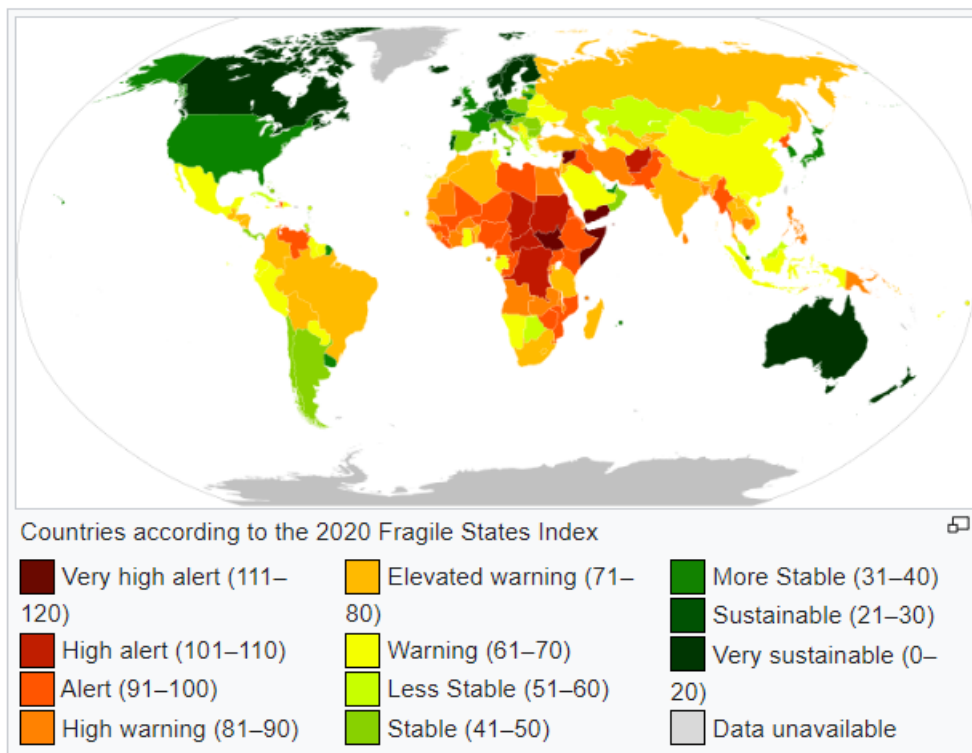 Countries according to the 2020 Fragile States Index
Very high alert (111–
120)
High alert (101–110)
Alert (91–100)
High warning (81–90)
Elevated warning (71–
80)
Warning (61–70)
Less Stable (51–60)
Stable (41–50)
More Stable (31–40)
Sustainable (21–30)
Very sustainable (0–
20)
Data unavailable